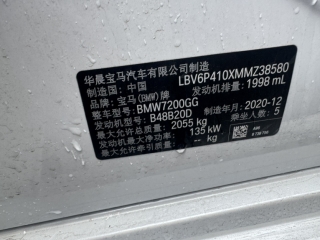 华晨宝马汽车有限公司制造
制造国: 中国 LBV6P410XMMZ38580
品牌: 宝马(BMW)牌 发动机排量: 1998 mL
整车型号: BMW7200GG
发动机型号: B48B20D 制造年月: 2020-12
最大允许总质量: 2055 kg 乘坐人数: 5
发动机最大净功率: 135 kW
最大允许牵引质量: -- kg